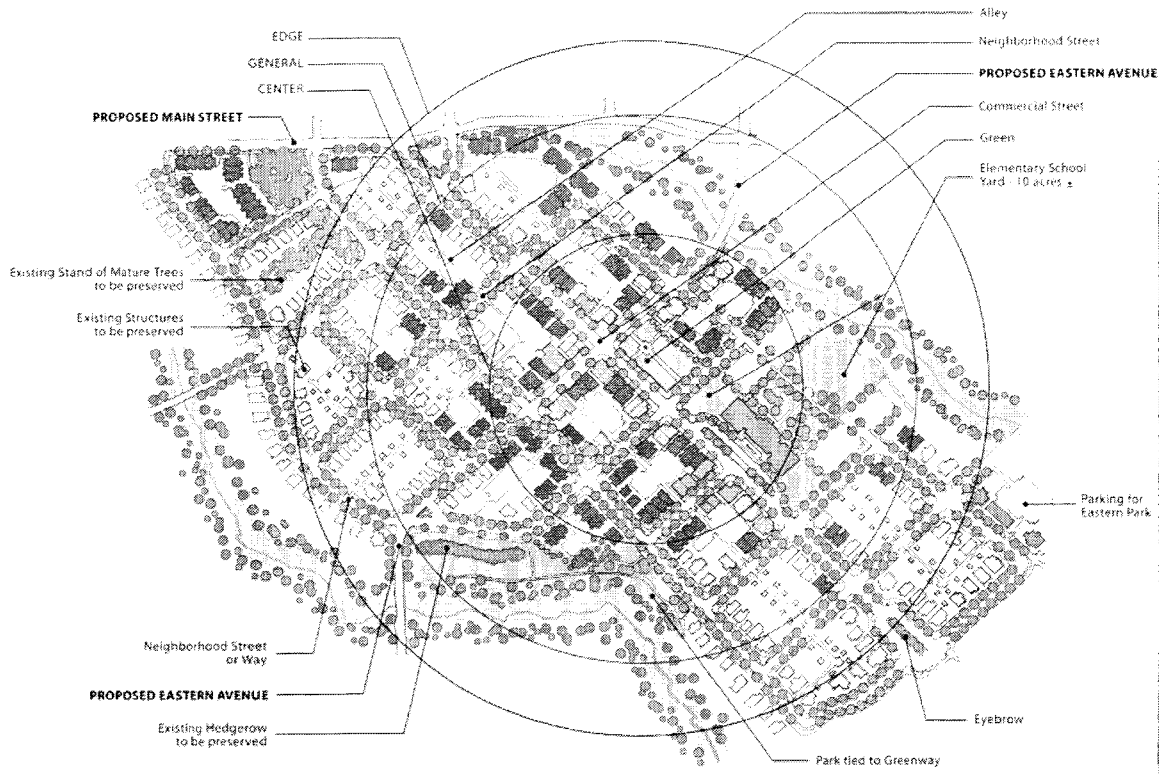 Alley
EDGE
Neighborhood Street
GENERAL
PROPOSED EASTERN AVENUE
CENTER
Commercial Street
PROPOSED MAIN STREET
Green
Elementary School
Yard - 10 acres ±
Existing Stand of Mature Trees
to be preserved
Existing Structures
to be preserved
Parking for
Eastern Park
Neighborhood Street
or Way
PROPOSED EASTERN AVENUE
Eyebrow
Existing Hedgerow
to be preserved
Park tied to Greenway